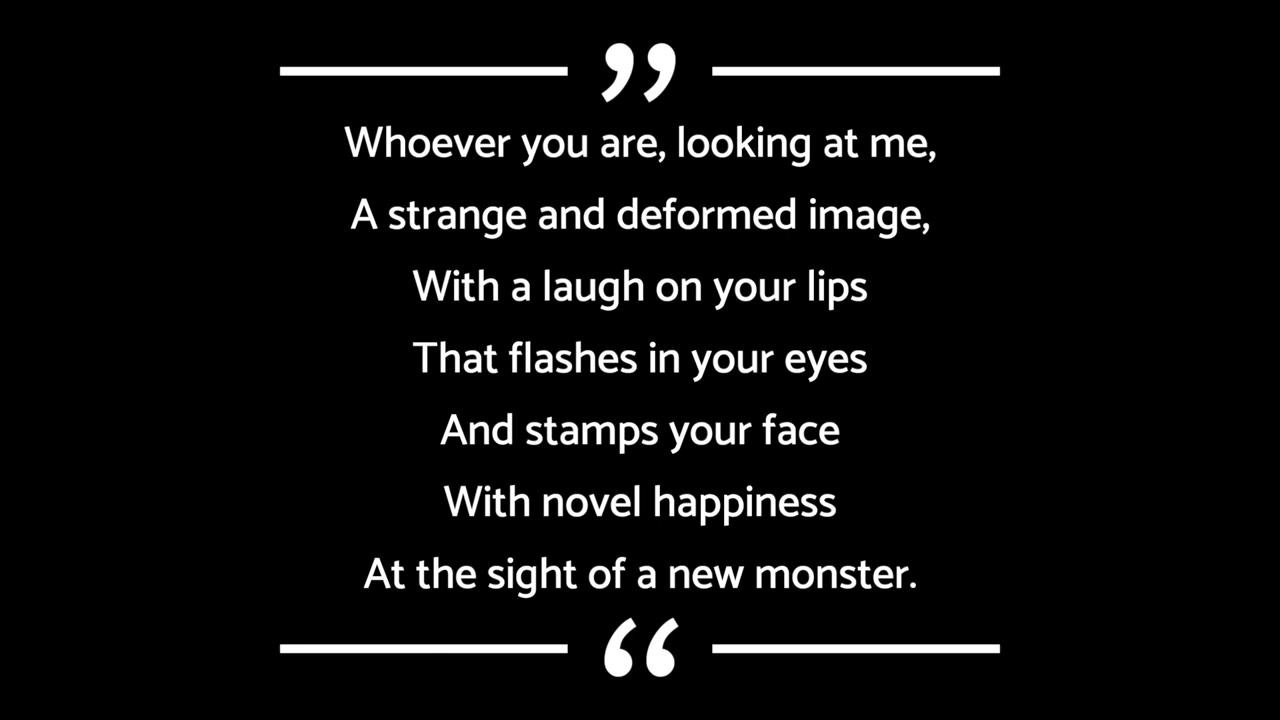 ”
Whoever you are, looking at me,
A strange and deformed image,
With a laugh on your lips
That flashes in your eyes
And stamps your face
With novel happiness
At the sight of a new monster.
“